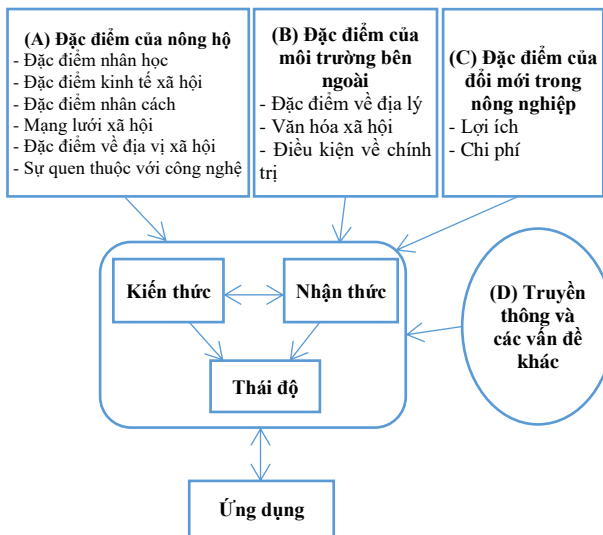 (A) Đặc điểm của nông hộ
- Đặc điểm nhân học
- Đặc điểm kinh tế xã hội
- Đặc điểm nhân cách
- Mạng lưới xã hội
- Đặc điểm về địa vị xã hội
- Sự quen thuộc với công nghệ
(B) Đặc điểm của
môi trường bên
ngoài
- Đặc điểm về địa lý
- Văn hóa xã hội
- Điều kiện về chính
trị
(C) Đặc điểm của
đổi mới trong
nông nghiệp
- Lợi ích
- Chi phí
Kiến thức
Nhận thức
Thái độ
(D) Truyền
thông và
các vấn đề
khác
Ứng dụng